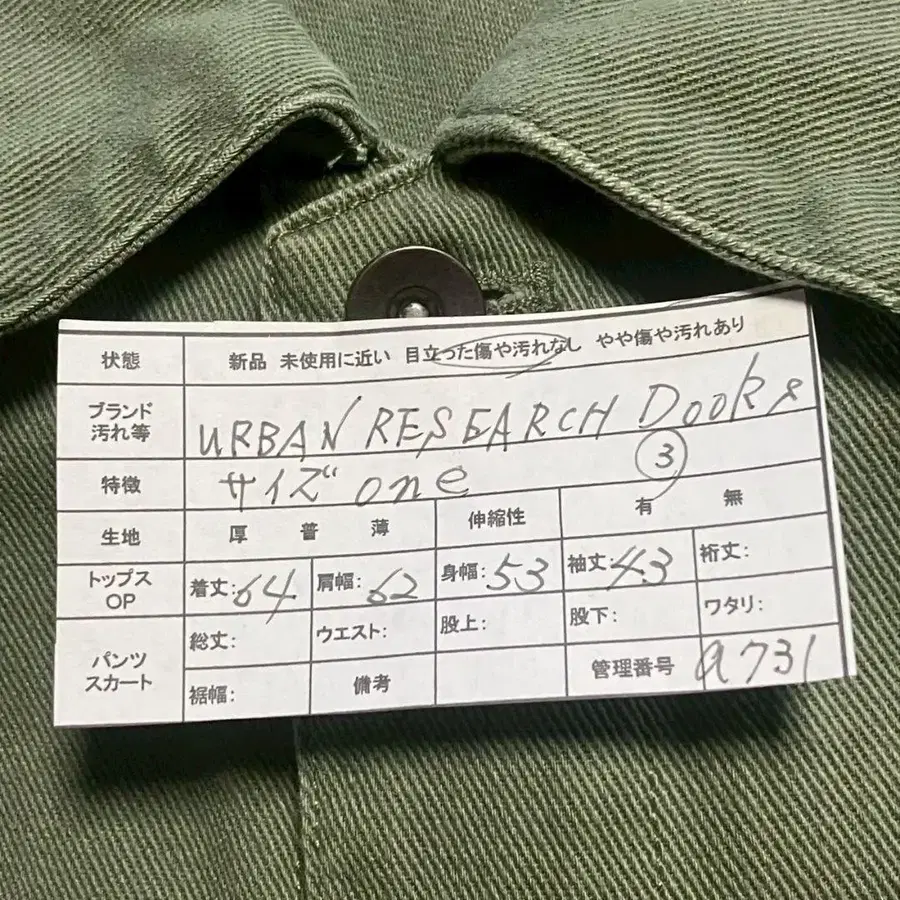 状態 新品 未使用に近い 目立った傷や汚れなし やや傷や汚れあり
ブランド 汚れ等 URBAN RESEARCH Dooks
特徴 サイズ one ③
生地 厚 普 薄 伸縮性 有 無
トップス OP 着丈:64 肩幅:62 身幅:53 袖丈:43 裄丈:
パンツ スカート 総丈: ウエスト: 股上: 股下: ワタリ:
裾幅: 備考 管理番号 a731